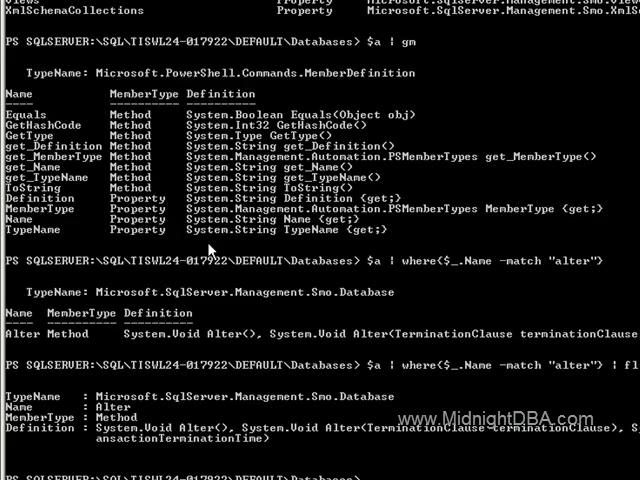 Views Property Microsoft.SqlServer.Management.Smo.View
XmlSchemaCollections Property Microsoft.SqlServer.Management.Smo.XmlS
PS SQLSERVER:\SQL\TISWL24-017922\DEFAULT\Databases> $a | gm
TypeName: Microsoft.PowerShell.Commands.MemberDefinition
Name MemberType Definition
---- ---------- ----------
Equals Method System.Boolean Equals(Object obj)
GetHashCode Method System.Int32 GetHashCode()
GetType Method System.Type GetType()
get_Definition Method System.String get_Definition()
get_MemberType Method System.Management.Automation.PSMemberTypes get_MemberType()
get_Name Method System.String get_Name()
get_TypeName Method System.String get_TypeName()
ToString Method System.String ToString()
Definition Property System.String Definition {get;}
MemberType Property System.Management.Automation.PSMemberTypes MemberType {get;}
Name Property System.String Name {get;}
TypeName Property System.String TypeName {get;}
PS SQLSERVER:\SQL\TISWL24-017922\DEFAULT\Databases> $a | where{$_.Name -match "alter"}
TypeName: Microsoft.SqlServer.Management.Smo.Database
Name MemberType Definition
---- ---------- ----------
Alter Method System.Void Alter(), System.Void Alter(TerminationClause terminationClause
PS SQLSERVER:\SQL\TISWL24-017922\DEFAULT\Databases> $a | where{$_.Name -match "alter"} | fl
TypeName : Microsoft.SqlServer.Management.Smo.Database
Name : Alter
MemberType : Method
Definition : System.Void Alter(), System.Void Alter(TerminationClause terminationClause), S
ansactionTerminationTime)
www.MidnightDBA.com
PS SQLSERVER:\SQL\TISWL24-017922\DEFAULT\Databases>